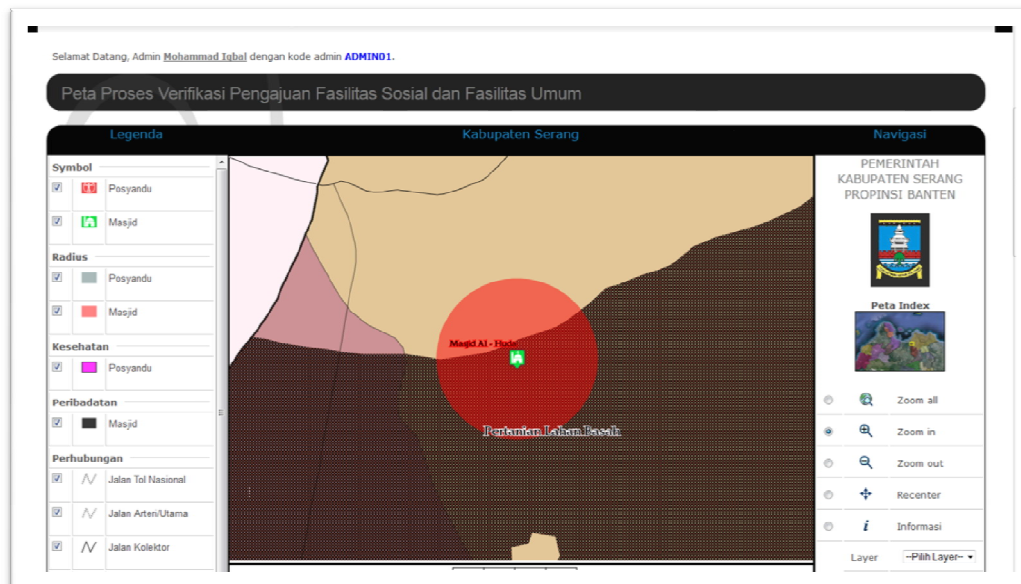 Selamat Datang, Admin Mohammad Iqbal dengan kode admin ADMIN01.
Peta Proses Verifikasi Pengajuan Fasilitas Sosial dan Fasilitas Umum
Legenda
Kabupaten Serang
Navigasi
Symbol
Posyandu
Masjid
Radius
Posyandu
Masjid
Kesehatan
Posyandu
Peribadatan
Masjid
Perhubungan
Jalan Tol Nasional
Jalan Arteri/Utama
Jalan Kolektor
Masjid Al - Huda
Pertanian Lahan Basah
PEMERINTAH
KABUPATEN SERANG
PROPINSI BANTEN
Peta Index
Zoom all
Zoom in
Zoom out
Recenter
Informasi
Layer --Pilih Layer--